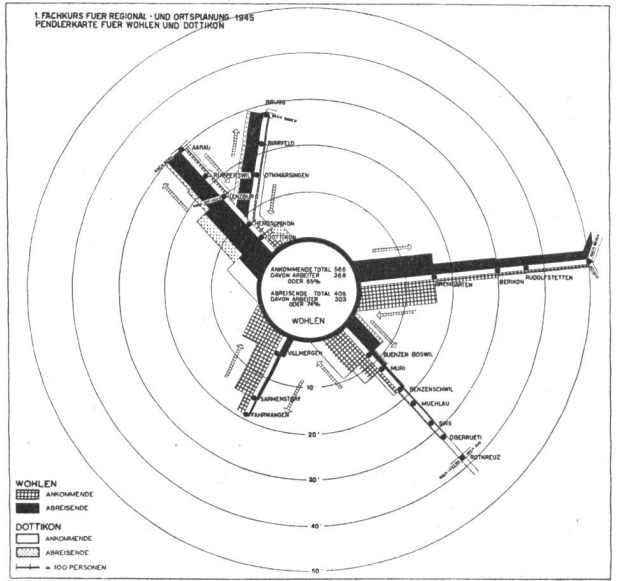 1. FACHKURS FUER REGIONAL - UND ORTSPLANUNG 1945
PENDLERKARTE FUER WOHLEN UND DOTTIKON
BRUGG
NACH BADEN
BIRRFELD
AARAU
OTHMARSINGEN
RUPPERSWIL
LENZBURG
HENDSCHIKON
DOTTIKON
ANKOMMENDE TOTAL 566
DAVON ARBEITER 368
ODER 65%
ABREISENDE TOTAL 406
DAVON ARBEITER 303
ODER 74%
WOHLEN
BREMGARTEN
BERIKON
RUDOLFSTETTEN
VILLMERGEN
BUENZEN BOSWIL
MURI
10'
BENZENSCHWIL
SARMENSTORF
MUEHLAU
FAHRWANGEN
SINS
20'
OBERRUETI
ROTKREUZ
30'
WOHLEN
ANKOMMENDE
ABREISENDE
40'
DOTTIKON
ANKOMMENDE
ABREISENDE
= 100 PERSONEN
50'